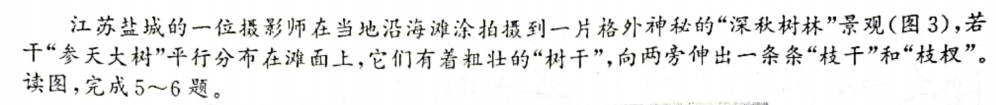 江苏盐城的一位摄影师在当地沿海滩涂拍摄到一片格外神秘的“深秋树林”景观(图3),若
干“参天大树”平行分布在滩面上,它们有着粗壮的“树干”,向两旁伸出一条条“枝干”和“枝杈”。
读图,完成5~6题。